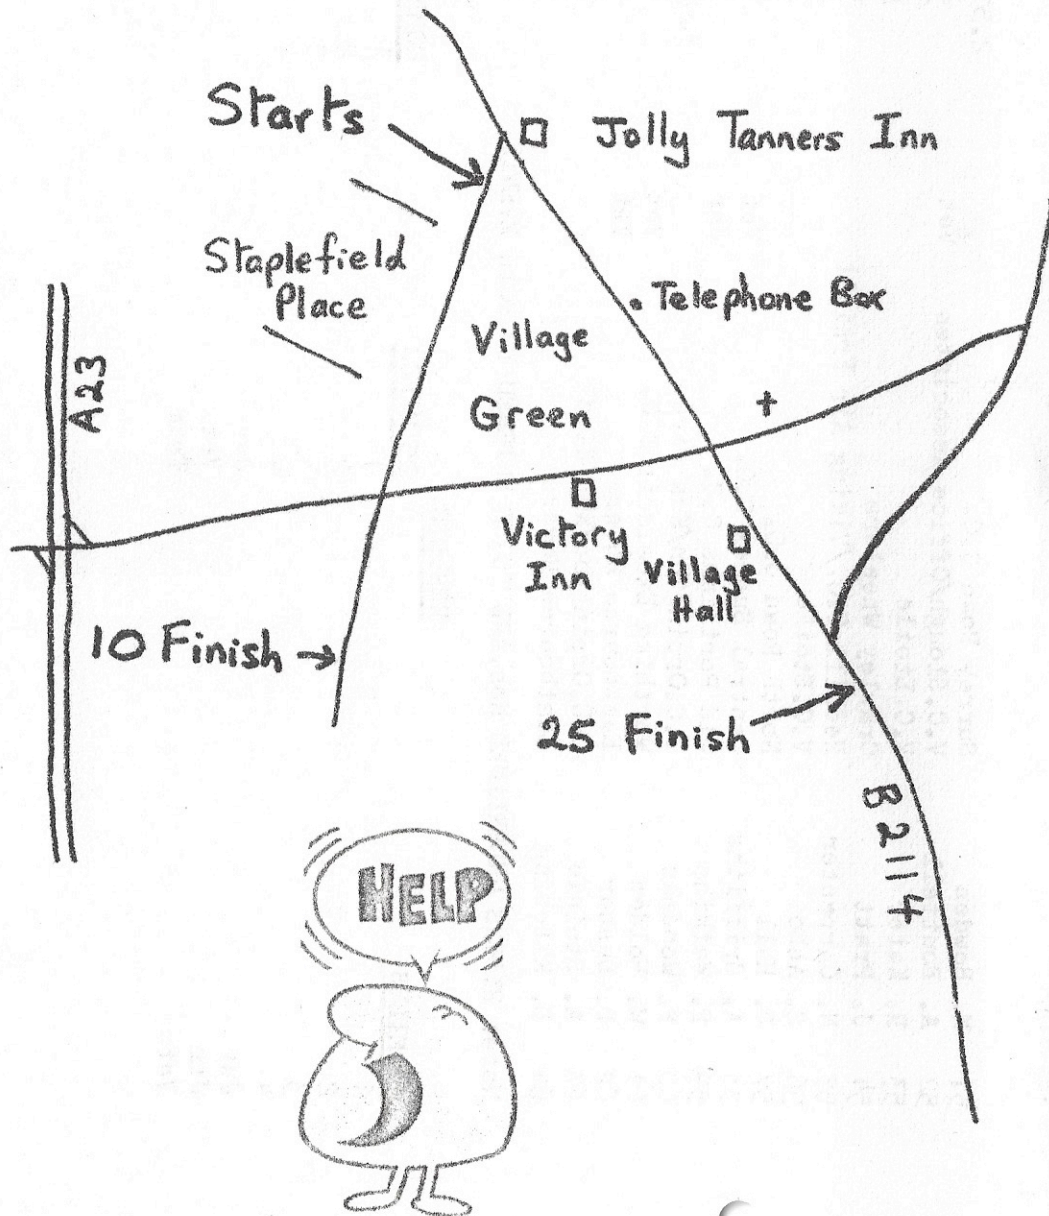 Starts
Jolly Tanners Inn
Staplefield
Place
Telephone Box
Village
Green
A23
Victory
Inn
Village
Hall
10 Finish
25 Finish
B2114
HELP